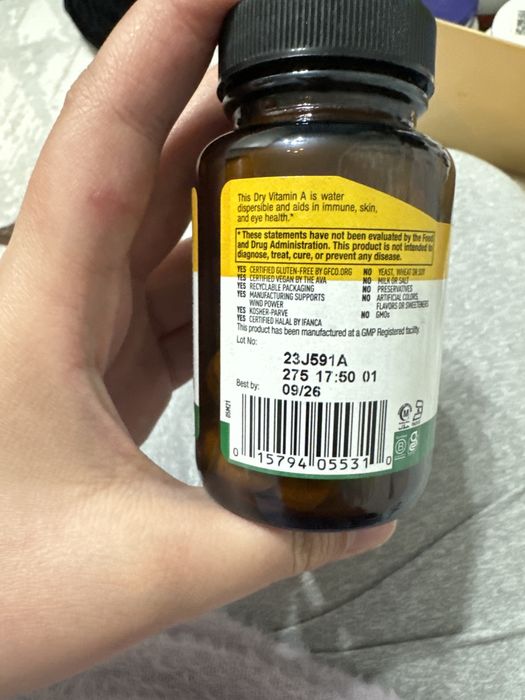 This Dry Vitamin A is water
dispersible and aids in immune, skin,
and eye health.*
* These statements have not been evaluated by the Food
and Drug Administration. This product is not intended to
diagnose, treat, cure, or prevent any disease.
YES CERTIFIED GLUTEN-FREE BY GFCO.ORG
YES CERTIFIED VEGAN BY THE AVA
YES RECYCLABLE PACKAGING
YES MANUFACTURING SUPPORTS
WIND POWER
YES KOSHER-PARVE
YES CERTIFIED HALAL BY IFANCA
NO YEAST, WHEAT OR SOY
NO MILK OR SALT
NO PRESERVATIVES
NO ARTIFICIAL COLORS,
FLAVORS OR SWEETENERS
NO GMOs
This product has been manufactured at a GMP Registered facility.
Lot No:
23J591A
275 17:50 01
Best by: 09/26
05M21
0 15794 05531 0